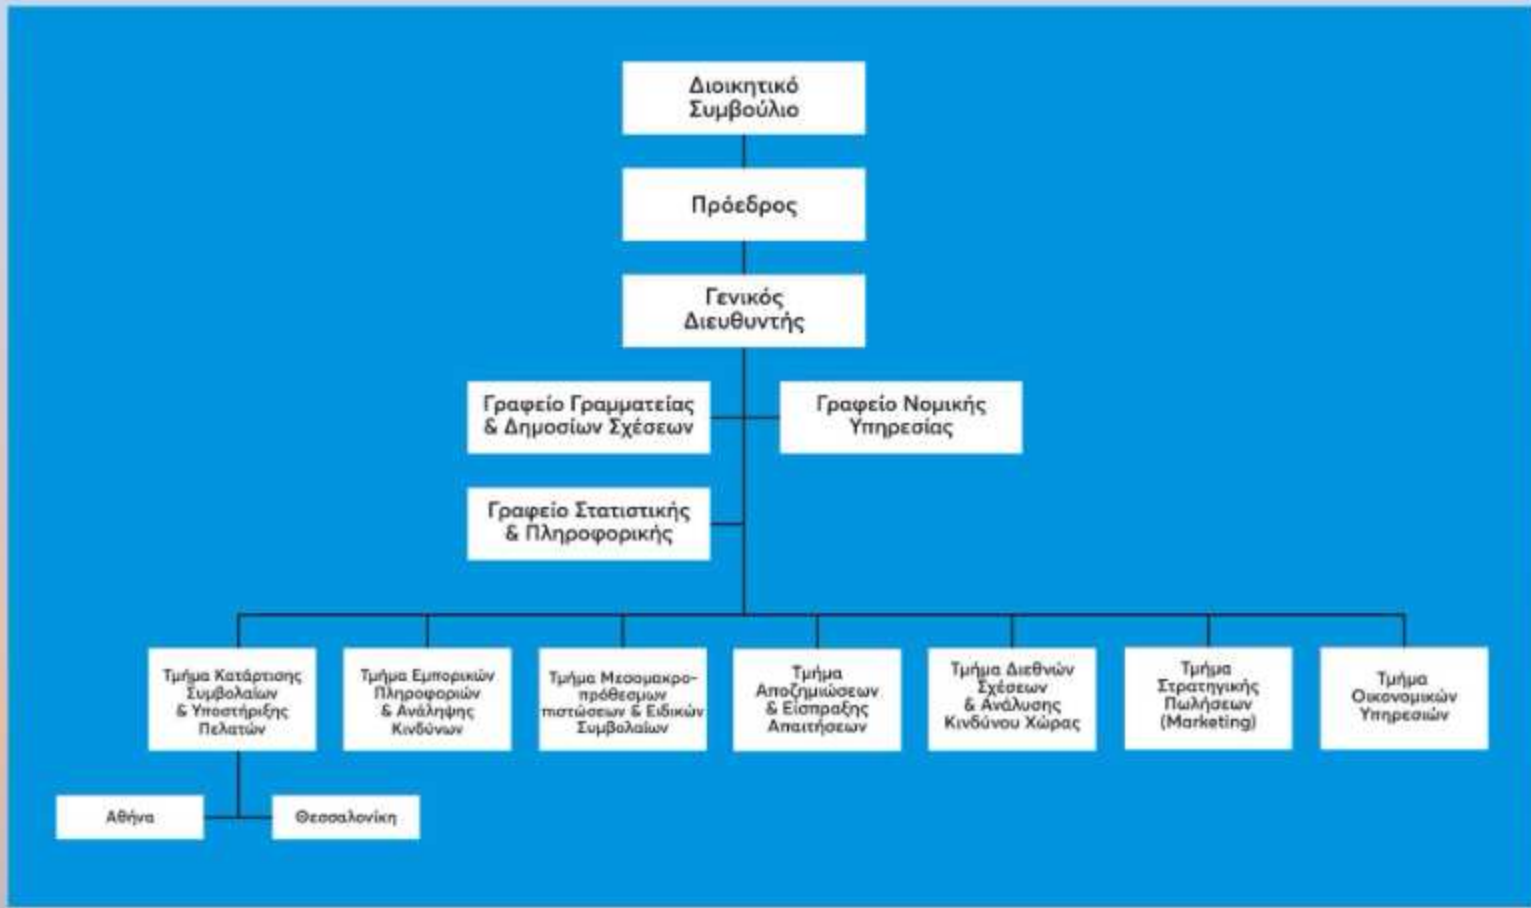 Διοικητικό
Συμβούλιο
Πρόεδρος
Γενικός
Διευθυντής
Γραφείο Γραμματείας
& Δημοσίων Σχέσεων
Γραφείο Νομικής
Υπηρεσίας
Γραφείο Στατιστικής
& Πληροφορικής
Τμήμα Κατάρτισης
Συμβολαίων
& Υποστήριξης
Πελατών
Τμήμα Εμπορικών
Πληροφοριών
& Ανάληψης
Κινδύνων
Τμήμα Μεσομακρο-
πρόθεσμων
πιστώσεων & Ειδικών
Συμβολαίων
Τμήμα
Αποζημιώσεων
& Είσπραξης
Απαιτήσεων
Τμήμα Διεθνών
Σχέσεων
& Ανάλυσης
Κινδύνου Χώρας
Τμήμα
Στρατηγικής
Πωλήσεων
(Marketing)
Τμήμα
Οικονομικών
Υπηρεσιών
Αθήνα
Θεσσαλονίκη